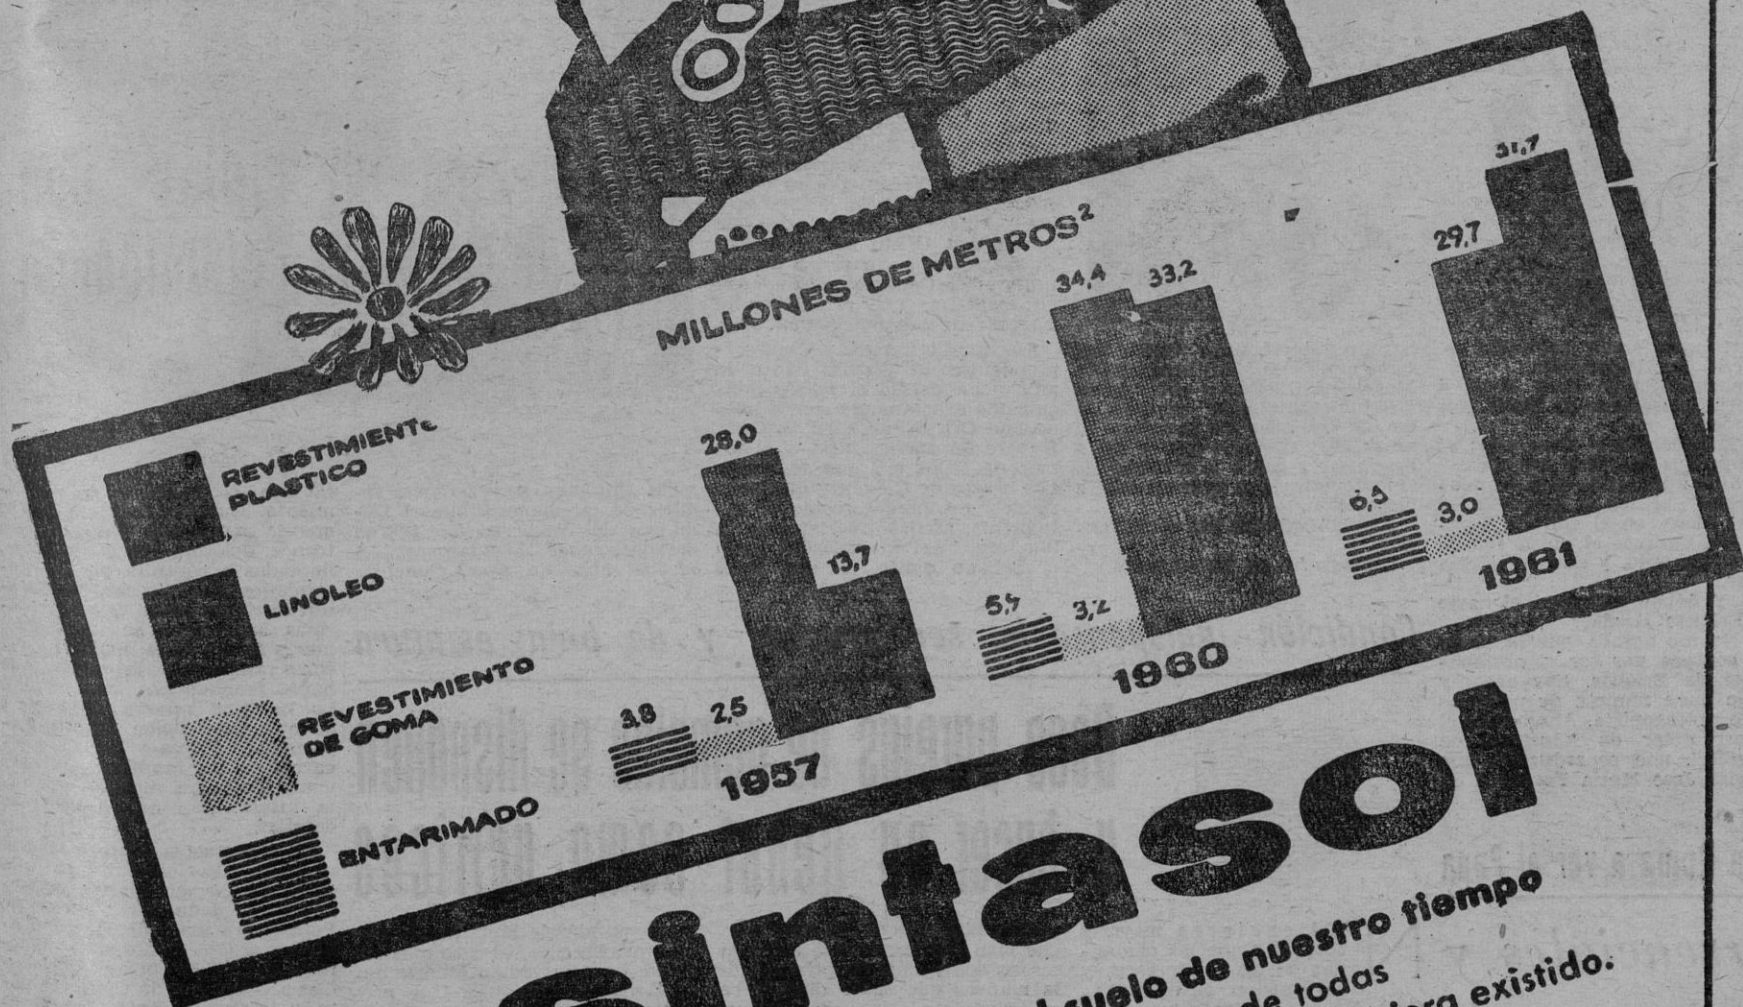 MILLONES DE METROS²
REVESTIMIENTO
PLASTICO
LINOLEO
REVESTIMIENTO
DE GOMA
ENTARIMADO
3,8 2,5 28,0 13,7
1957
5,4 3,2 34,4 33,2
1960
6,5 3,0 29,7
1961
sintasol
suelo de nuestro tiempo
de todas
existido.